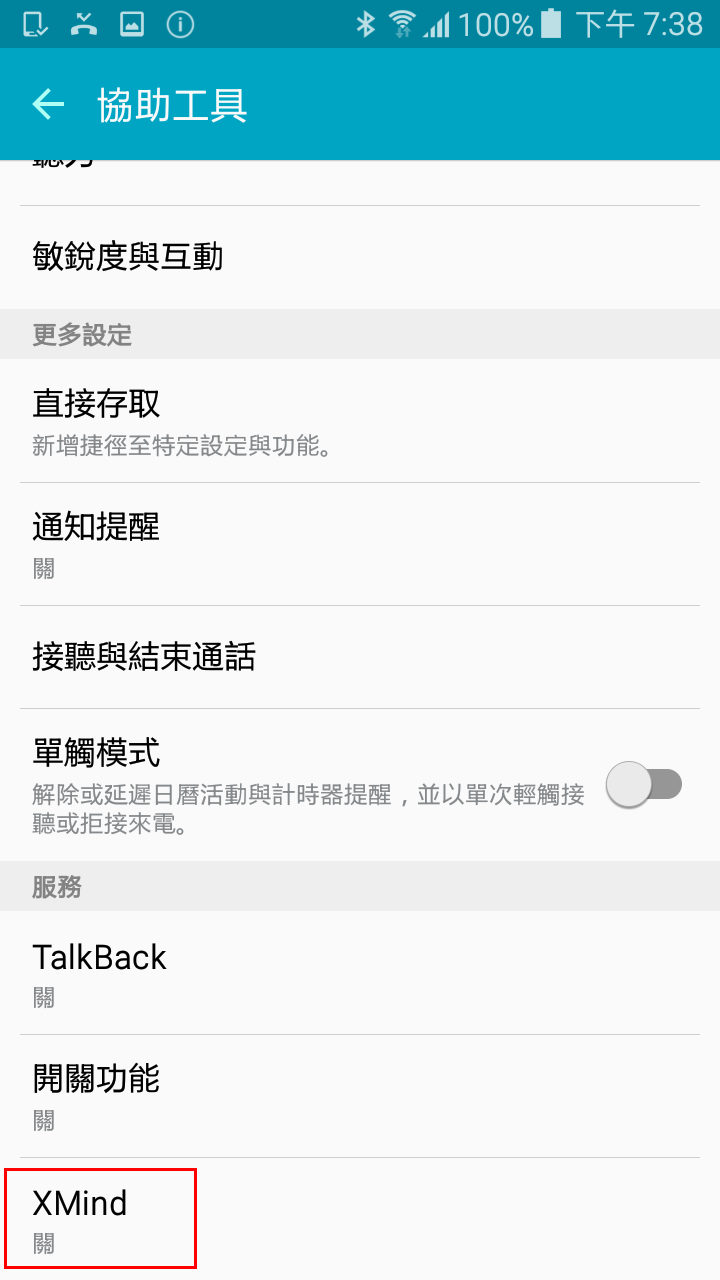 100% 下午 7:38
協助工具
聽力
敏銳度與互動
更多設定
直接存取
新增捷徑至特定設定與功能。
通知提醒
關
接聽與結束通話
單觸模式
解除或延遲日曆活動與計時器提醒，並以單次輕觸接
聽或拒接來電。
服務
TalkBack
關
開關功能
關
XMind
關